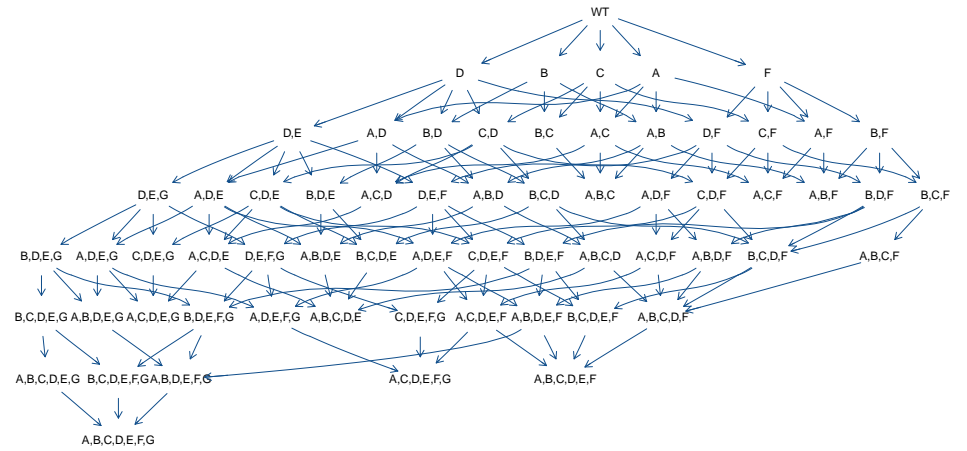 WT
D B C A F
D,E A,D B,D C,D B,C A,C A,B D,F C,F A,F B,F
D,E,G A,D,E C,D,E B,D,E A,C,D D,E,F A,B,D B,C,D A,B,C A,D,F C,D,F A,C,F A,B,F B,D,F B,C,F
B,D,E,G A,D,E,G C,D,E,G A,C,D,E D,E,F,G A,B,D,E B,C,D,E A,D,E,F C,D,E,F B,D,E,F A,B,C,D A,C,D,F A,B,D,F B,C,D,F A,B,C,F
B,C,D,E,G A,B,D,E,G A,C,D,E,G B,D,E,F,G A,D,E,F,G A,B,C,D,E C,D,E,F,G A,C,D,E,F A,B,D,E,F B,C,D,E,F A,B,C,D,F
A,B,C,D,E,G B,C,D,E,F,G A,B,D,E,F,G A,C,D,E,F,G A,B,C,D,E,F
A,B,C,D,E,F,G